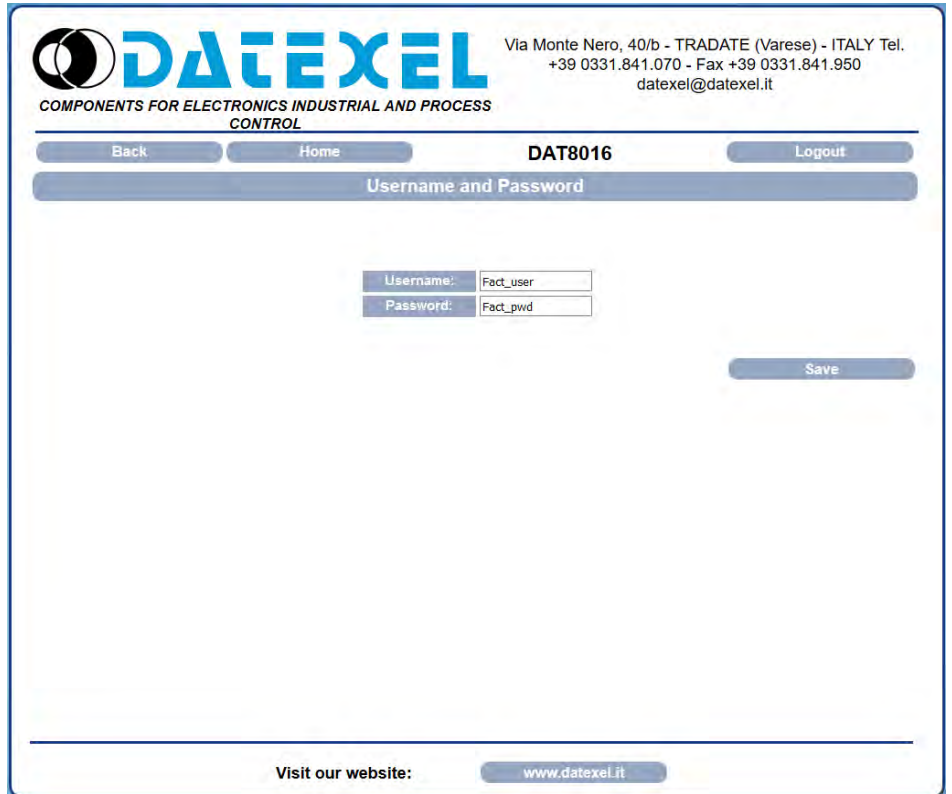 DATEXEL
COMPONENTS FOR ELECTRONICS INDUSTRIAL AND PROCESS
CONTROL
Via Monte Nero, 40/b - TRADATE (Varese) - ITALY Tel.
+39 0331.841.070 - Fax +39 0331.841.950
datexel@datexel.it
Back Home DAT8016 Logout
Username and Password
Username: Fact_user
Password: Fact_pwd
Save
Visit our website: www.datexel.it